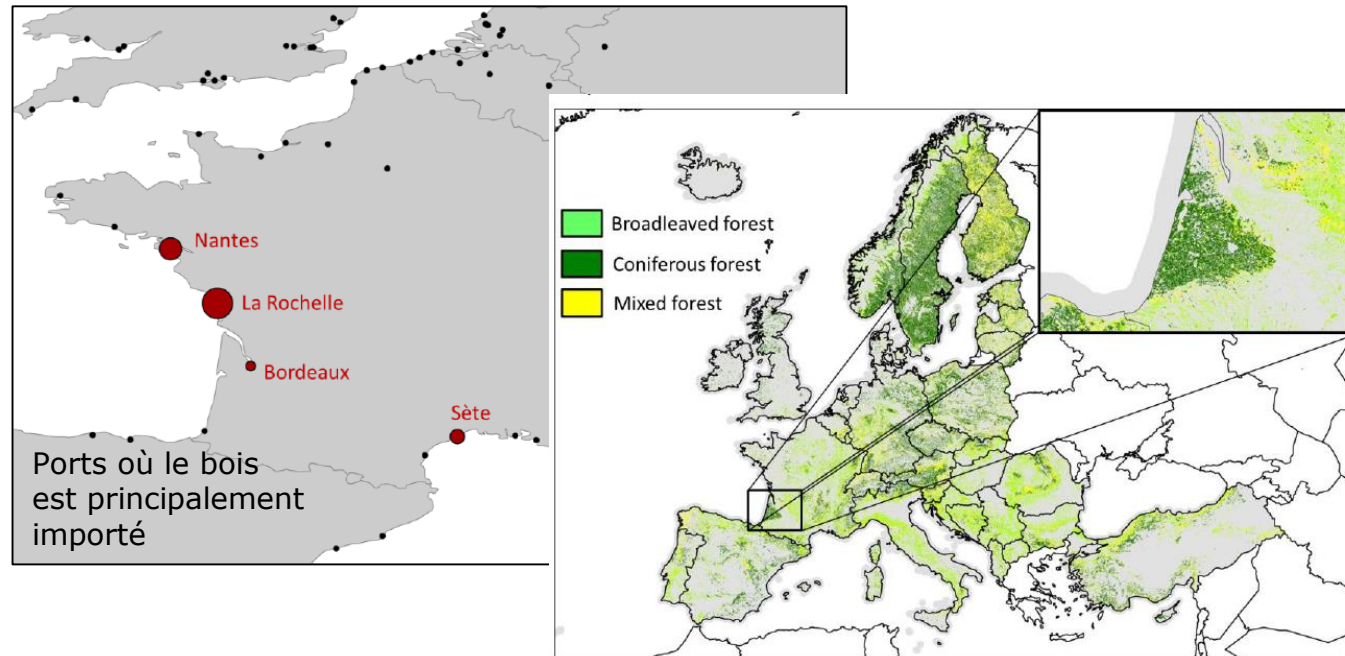 Nantes
La Rochelle
Bordeaux
Sète
Ports où le bois
est principalement
importé
Broadleaved forest
Coniferous forest
Mixed forest